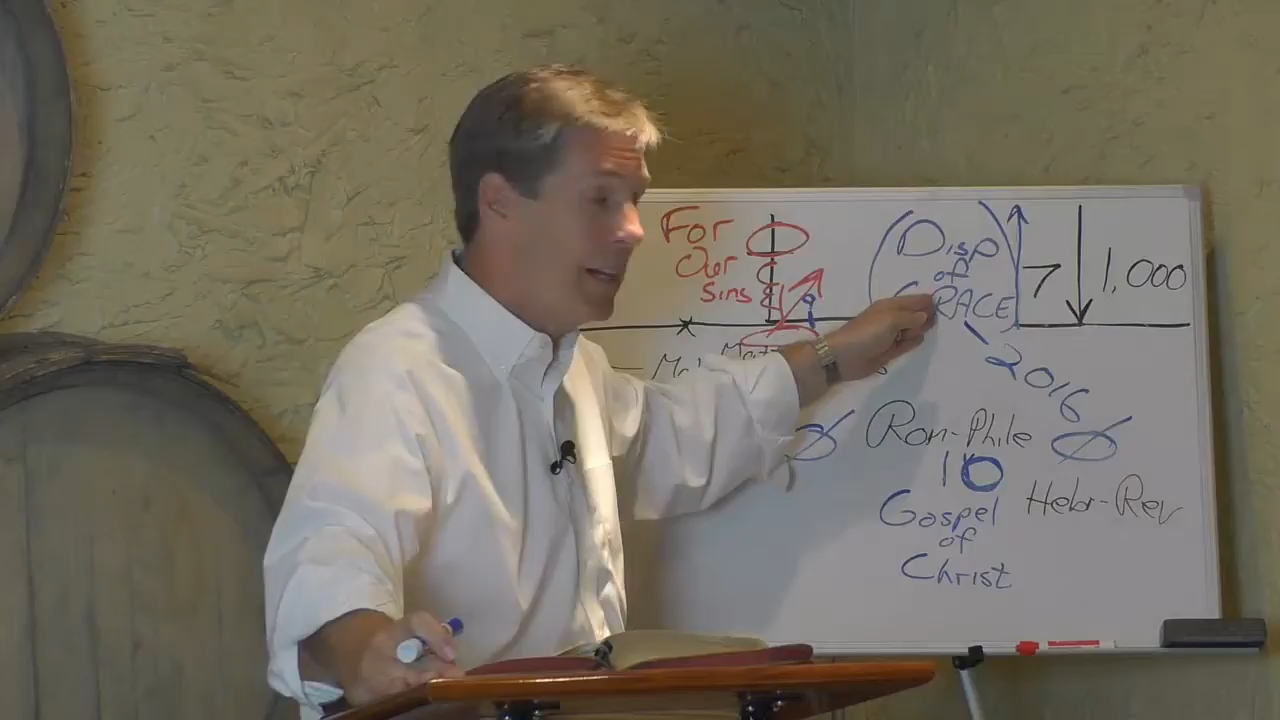 For
Our
Sins
Disp
of
GRACE
7
1,000
2016
Rom-Phile
10
Gospel
of
Christ
Hebr-Rev